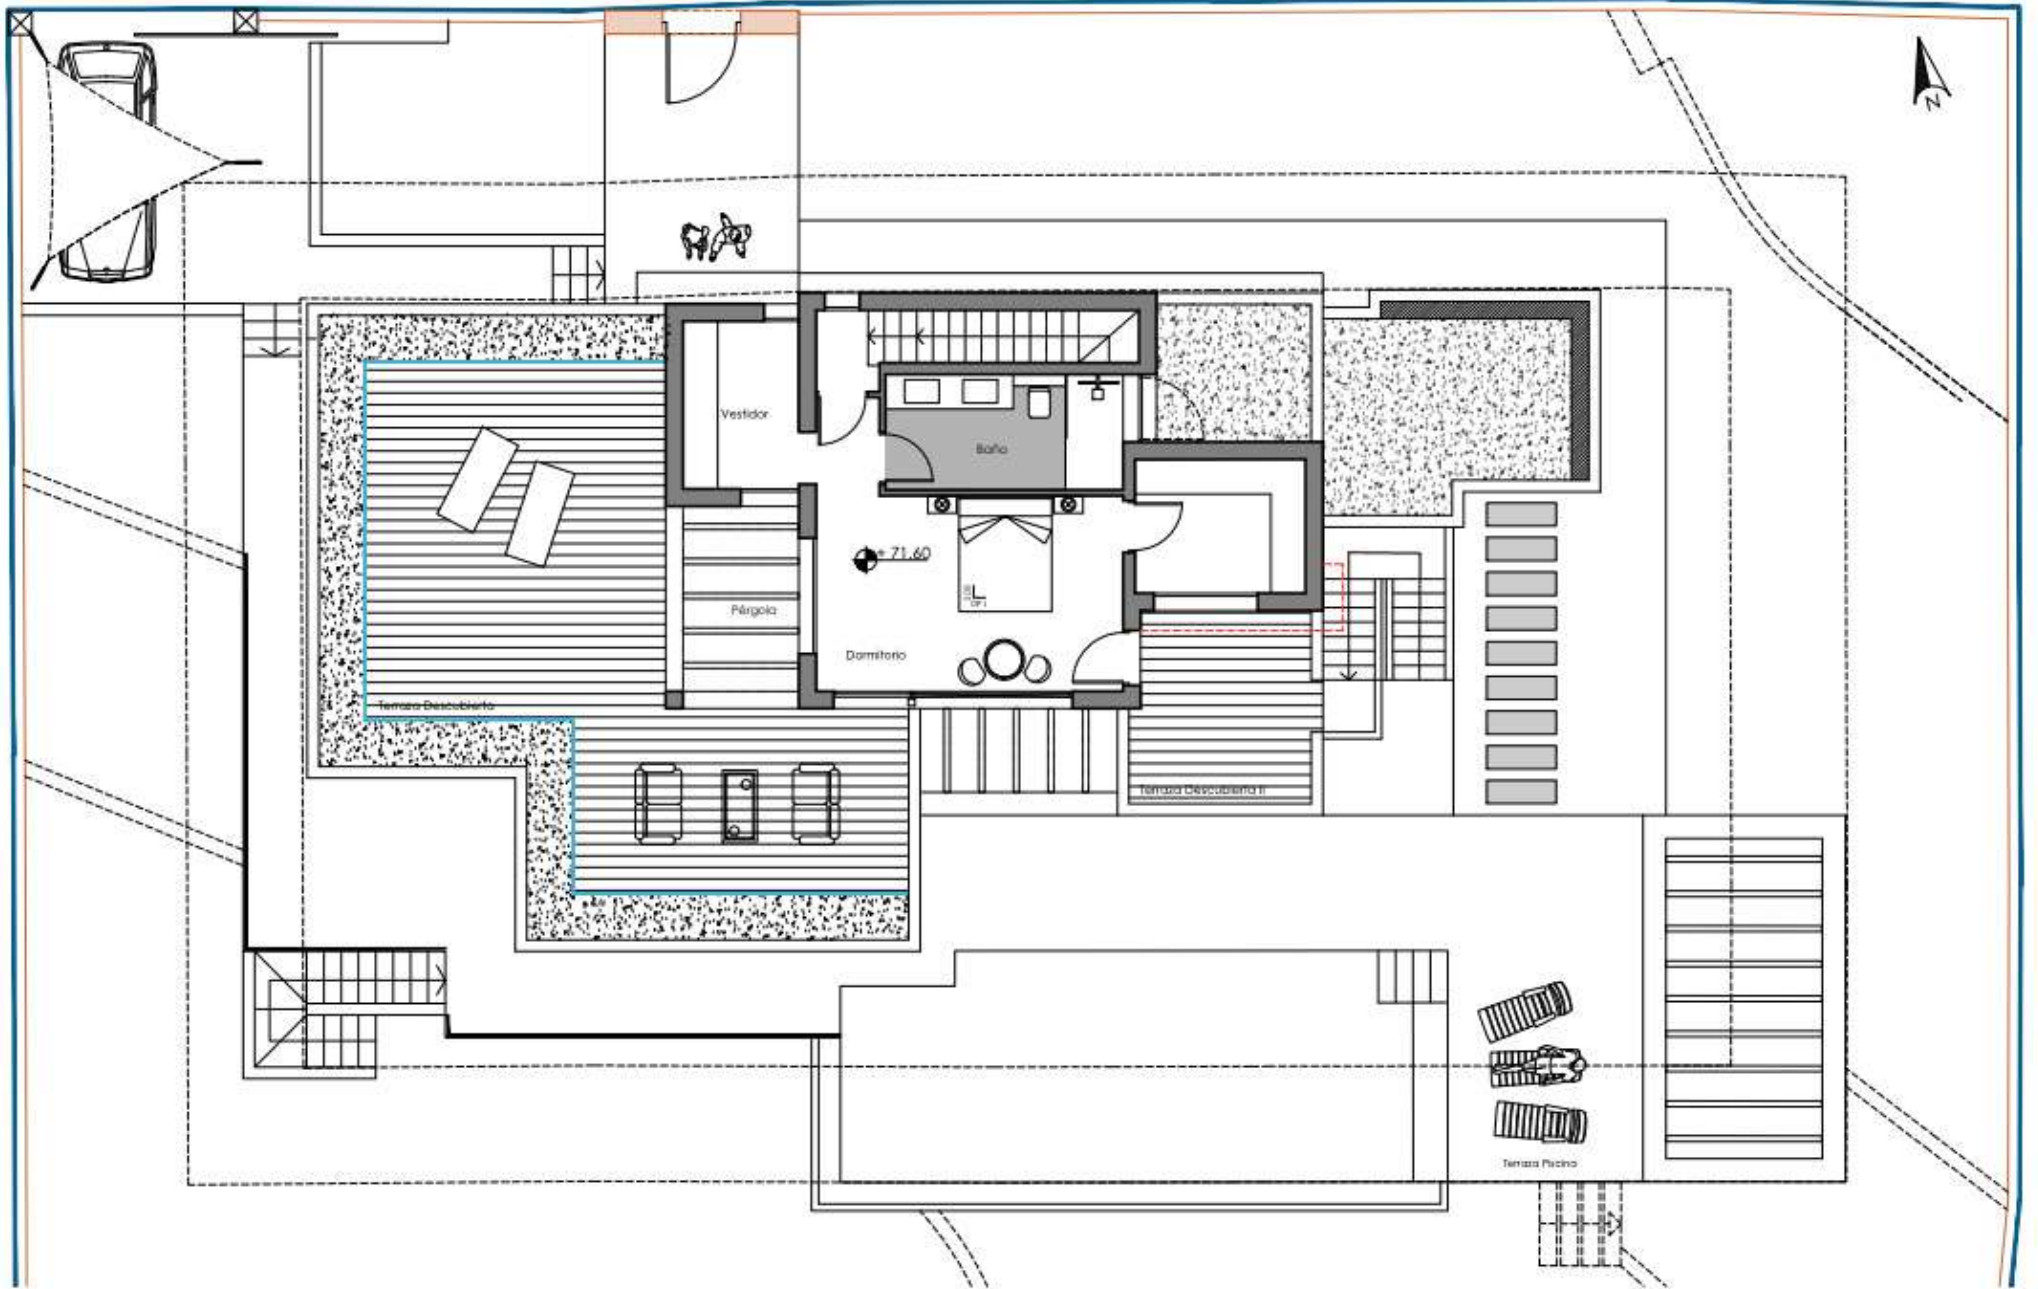 N
Vestidor
Baño
+ 71.60
Pérgola
Dormitorio
Terraza Descubierta
Terraza Descubierta II
Terraza Piscina